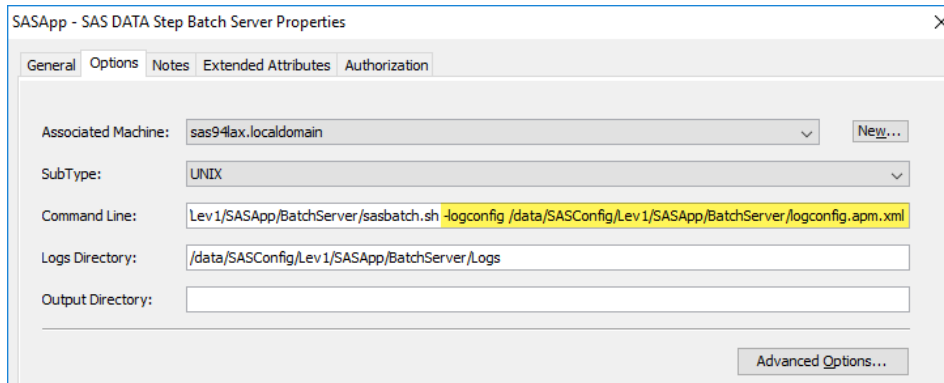 SASApp - SAS DATA Step Batch Server Properties
General Options Notes Extended Attributes Authorization
Associated Machine: sas94lax.localdomain New...
SubType: UNIX
Command Line: Lev1/SASApp/BatchServer/sasbatch.sh -logconfig /data/SASConfig/Lev1/SASApp/BatchServer/logconfig.apm.xml
Logs Directory: /data/SASConfig/Lev1/SASApp/BatchServer/Logs
Output Directory:
Advanced Options...